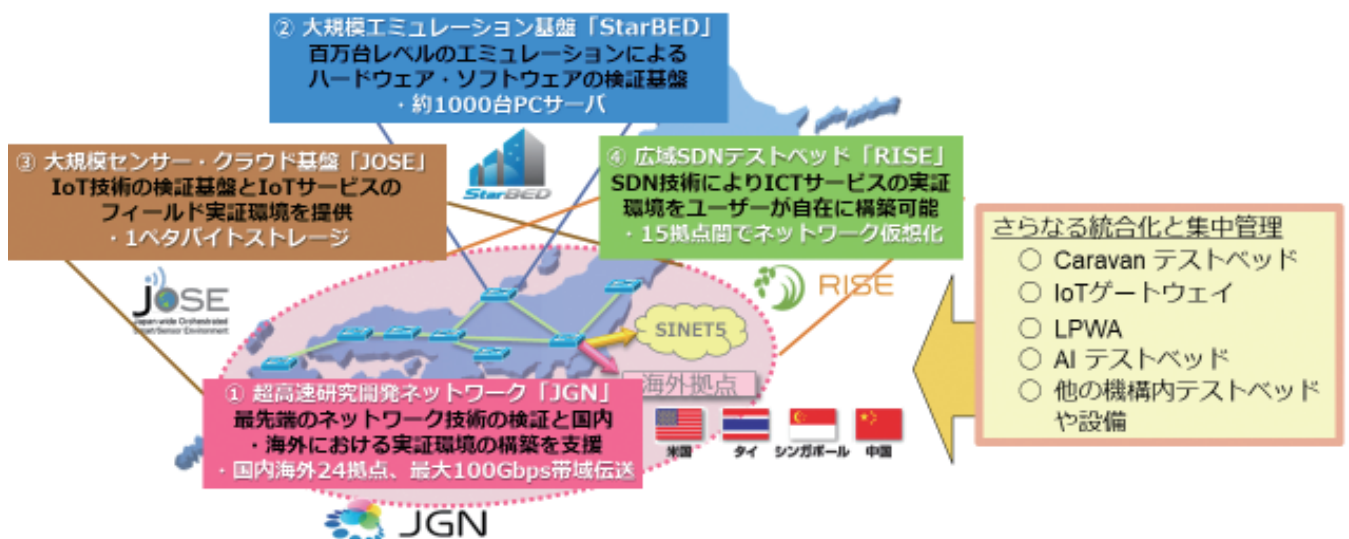 ② 大規模エミュレーション基盤「StarBED」
百万台レベルのエミュレーションによる
ハードウェア・ソフトウェアの検証基盤
・約1000台PCサーバ
③ 大規模センサー・クラウド基盤「JOSE」
IoT技術の検証基盤とIoTサービスの
フィールド実証環境を提供
・1ペタバイトストレージ
StarBED
④ 広域SDNテストベッド「RISE」
SDN技術によりICTサービスの実証
環境をユーザーが自在に構築可能
・15拠点間でネットワーク仮想化
JOSE
Japan-wide Orchestrated
Smart/Sensor Environment
RISE
SINET5
海外拠点
① 超高速研究開発ネットワーク「JGN」
最先端のネットワーク技術の検証と国内
・海外における実証環境の構築を支援
・国内海外24拠点、最大100Gbps帯域伝送
米国
タイ
シンガポール
中国
JGN
さらなる統合化と集中管理
○ Caravan テストベッド
○ IoTゲートウェイ
○ LPWA
○ AI テストベッド
○ 他の機構内テストベッド
や設備